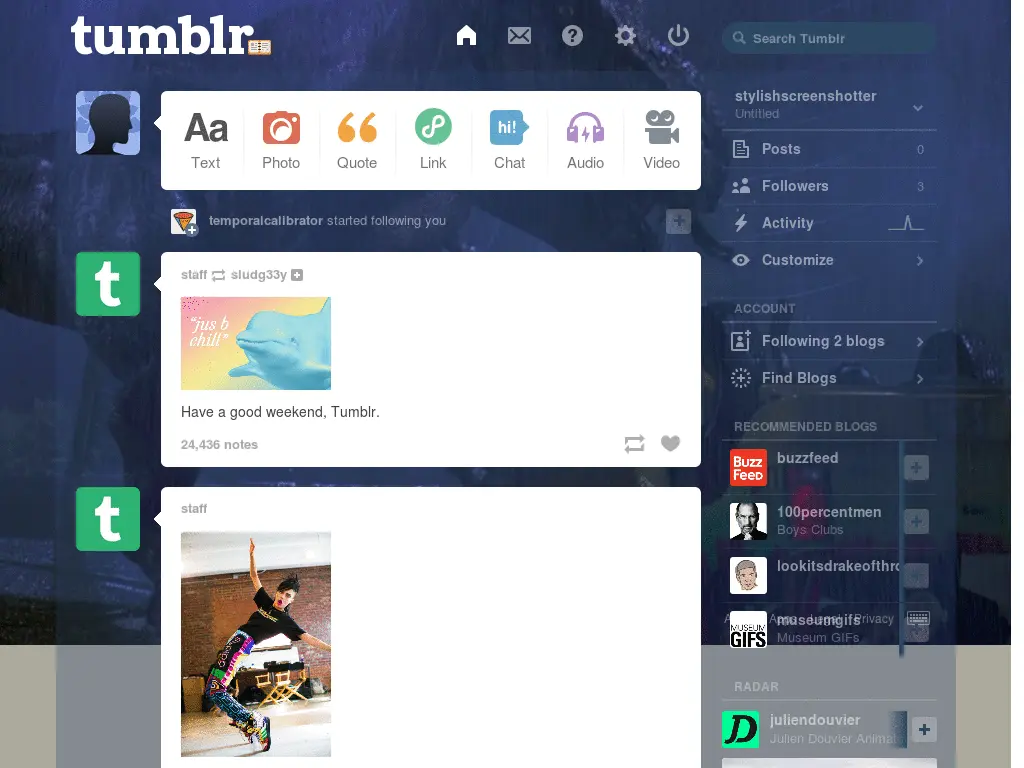 tumblr
Search Tumblr
Aa
hi!
Text
Photo
Quote
Link
Chat
Audio
Video
temporalcalibrator started following you
t
staff sludg33y
"jus b
chill"
Have a good weekend, Tumblr.
24,436 notes
t
staff
stylishscreenshotter
Untitled
Posts 0
Followers 3
Activity
Customize
ACCOUNT
Following 2 blogs
Find Blogs
RECOMMENDED BLOGS
Buzz
Feed
buzzfeed
100percentmen
Boys Clubs
lookitsdrakeofthro
MUSEUM
GIFS
museumgifs
Museum GIFs
Privacy
RADAR
D
juliendouvier
Julien Douvier Anima